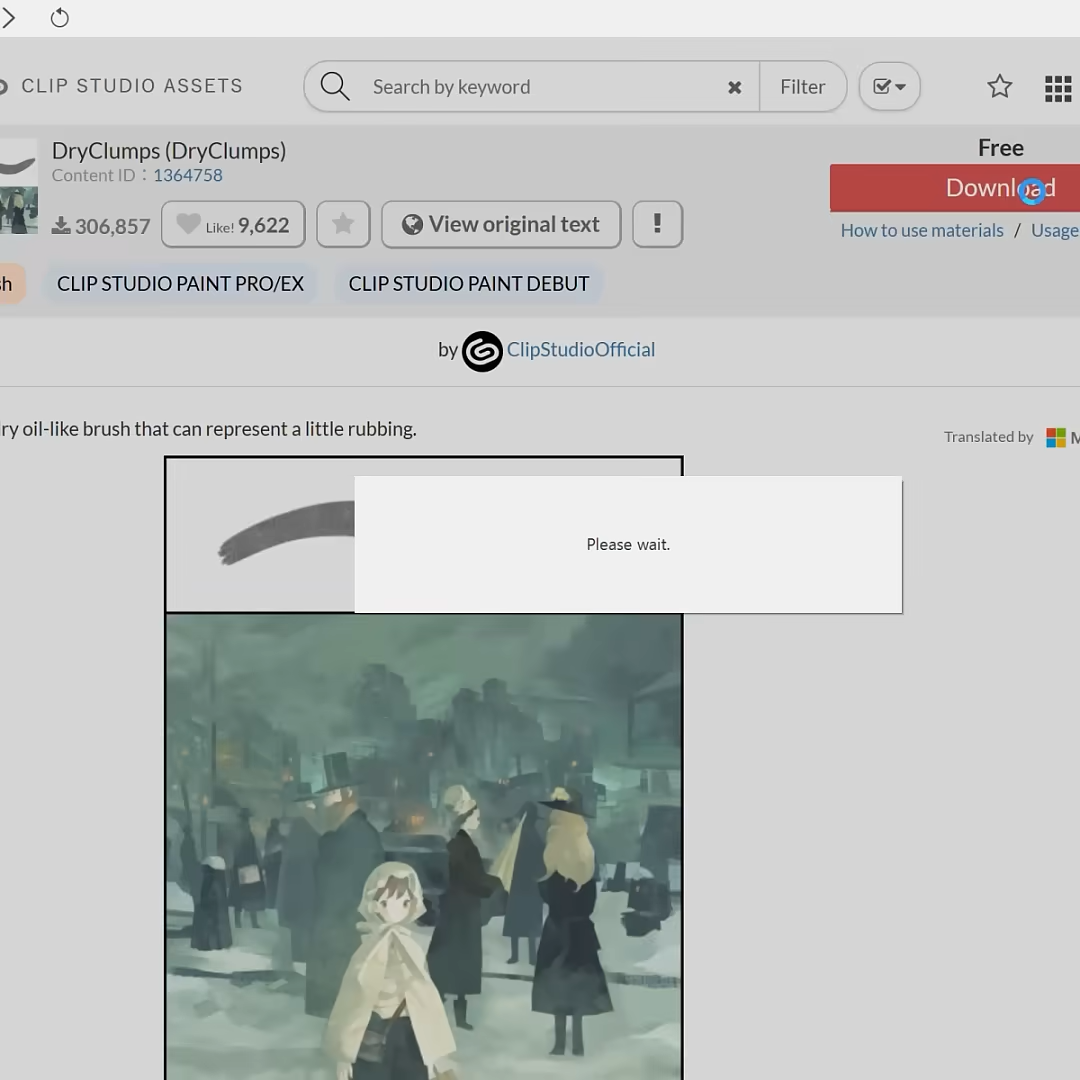 CLIP STUDIO ASSETS
Search by keyword
Filter
DryClumps (DryClumps)
Content ID：1364758
306,857
Like! 9,622
View original text
Free
Download
How to use materials / Usage
CLIP STUDIO PAINT PRO/EX
CLIP STUDIO PAINT DEBUT
by ClipStudioOfficial
oil-like brush that can represent a little rubbing.
Translated by
Please wait.